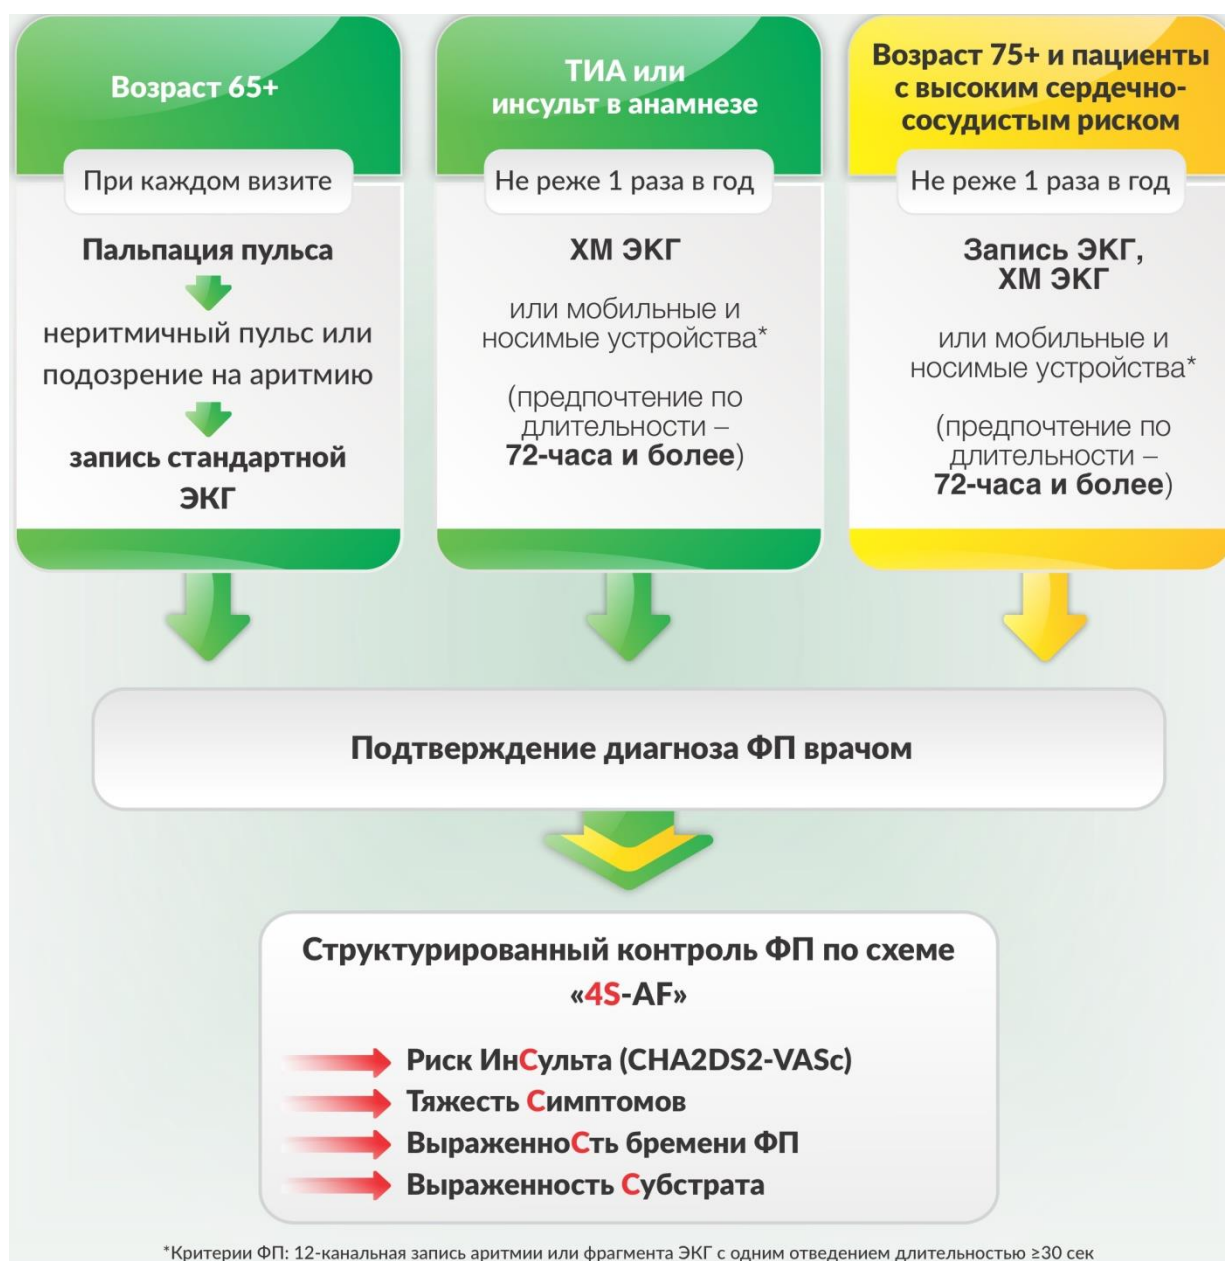 Возраст 65+
При каждом визите
Пальпация пульса
неритмичный пульс или
подозрение на аритмию
запись стандартной
ЭКГ
ТИА или
инсульт в анамнезе
Не реже 1 раза в год
ХМ ЭКГ
или мобильные и
носимые устройства*
(предпочтение по
длительности –
72-часа и более)
Возраст 75+ и пациенты
с высоким сердечно-
сосудистым риском
Не реже 1 раза в год
Запись ЭКГ,
ХМ ЭКГ
или мобильные и
носимые устройства*
(предпочтение по
длительности –
72-часа и более)
Подтверждение диагноза ФП врачом
Структурированный контроль ФП по схеме
«4S-AF»
Риск ИнСульта (CHA2DS2-VASc)
Тяжесть Симптомов
ВыраженноСть бремени ФП
Выраженность Субстрата
*Критерии ФП: 12-канальная запись аритмии или фрагмента ЭКГ с одним отведением длительностью ≥30 сек